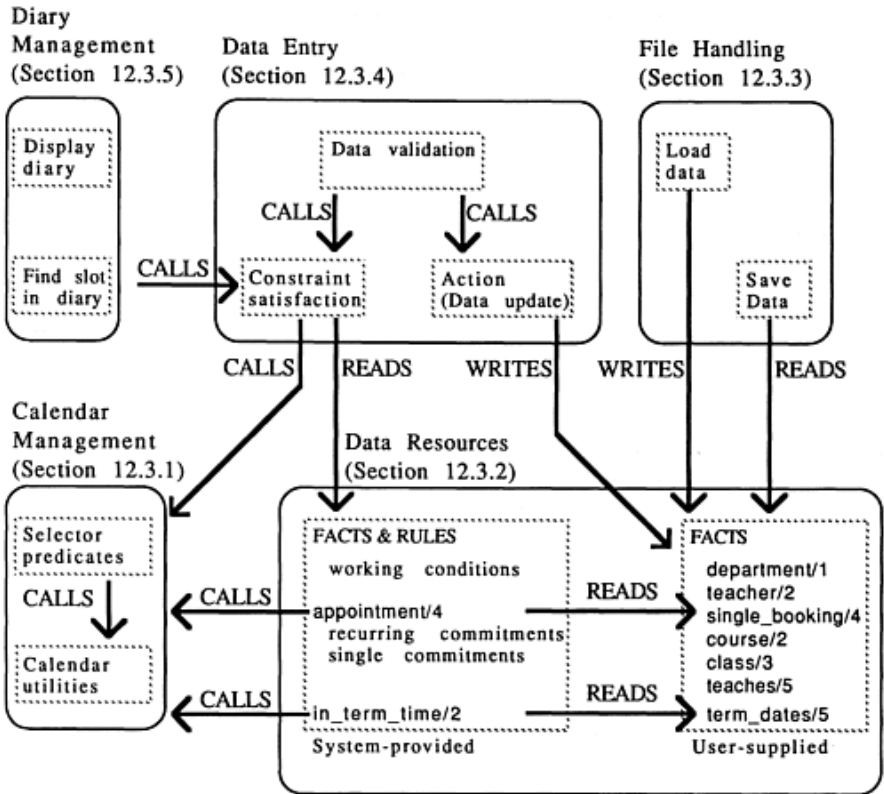 Diary
Management
(Section 12.3.5)
Data Entry
(Section 12.3.4)
File Handling
(Section 12.3.3)
Display
diary
Data validation
Load
data
CALLS
CALLS
CALLS
Find slot
in diary
Constraint
satisfaction
Action
(Data update)
Save
Data
CALLS
READS
WRITES
WRITES
READS
Calendar
Management
(Section 12.3.1)
Data Resources
(Section 12.3.2)
Selector
predicates
CALLS
Calendar
utilities
CALLS
CALLS
FACTS & RULES
working conditions
appointment/4
recurring commitments
single commitments
in_term_time/2
System-provided
READS
READS
FACTS
department/1
teacher/2
single_booking/4
course/2
class/3
teaches/5
term_dates/5
User-supplied